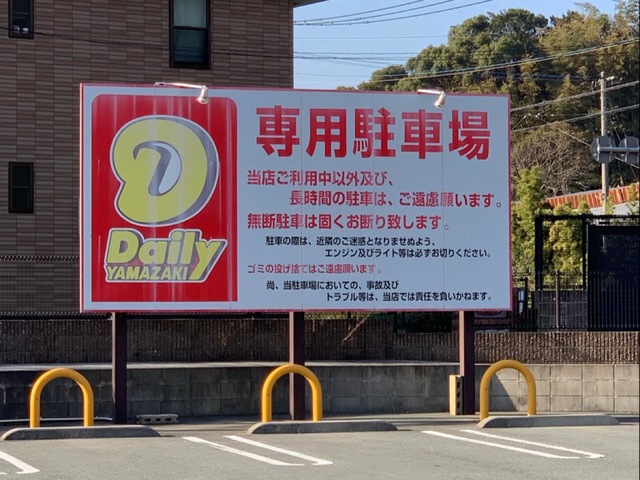 専用駐車場
当店ご利用中以外及び、
長時間の駐車は、ご遠慮願います。
無断駐車は固くお断り致します。
駐車の際は、近隣のご迷惑となりませぬよう、
エンジン及びライト等は必ずお切りください。
ゴミの投げ捨てはご遠慮願います。
尚、当駐車場においての、事故及び
トラブル等は、当店では責任を負いかねます。
D
Daily
YAMAZAKI